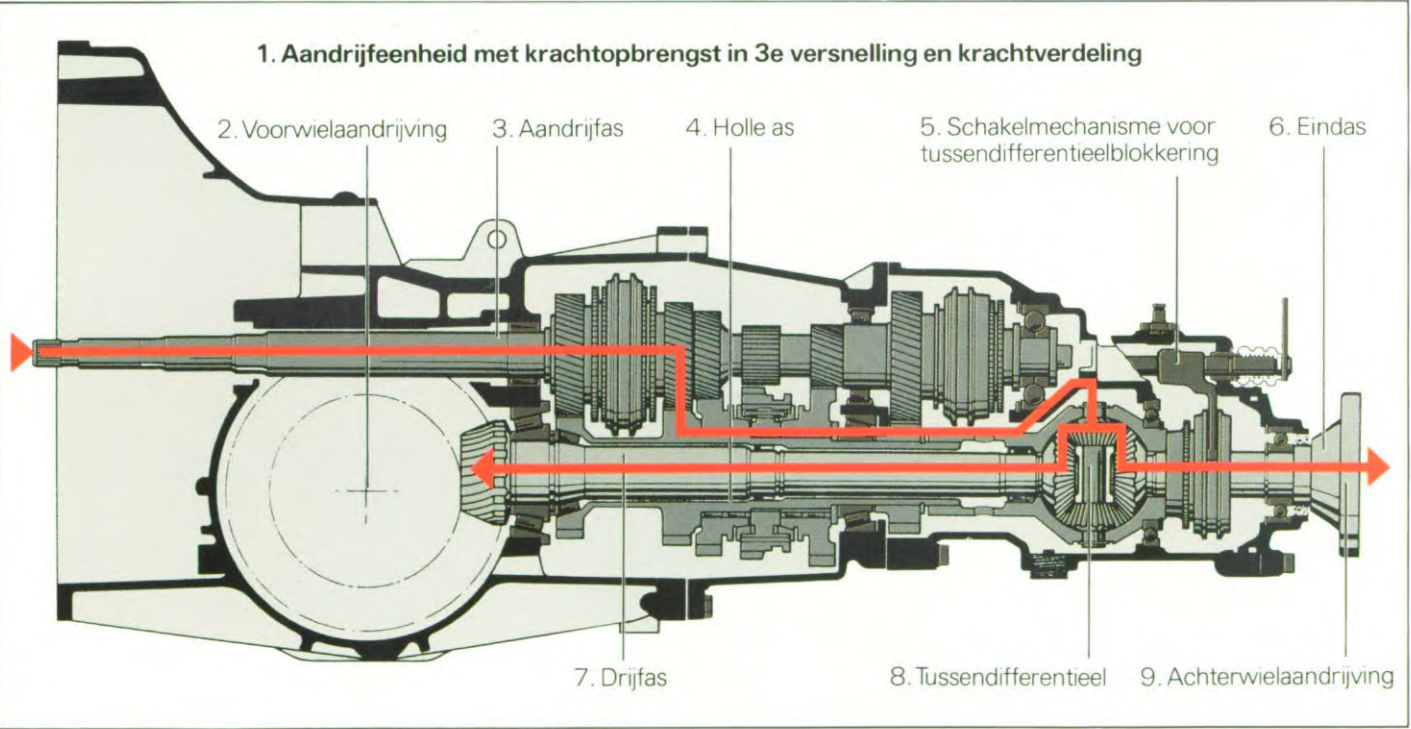 1. Aandrijfeenheid met krachtopbrengst in 3e versnelling en krachtverdeling
2. Voorwielaandrijving
3. Aandrijfas
4. Holle as
5. Schakelmechanisme voor
tussendifferentieelblokkering
6. Eindas
7. Drijfas
8. Tussendifferentieel
9. Achterwielaandrijving